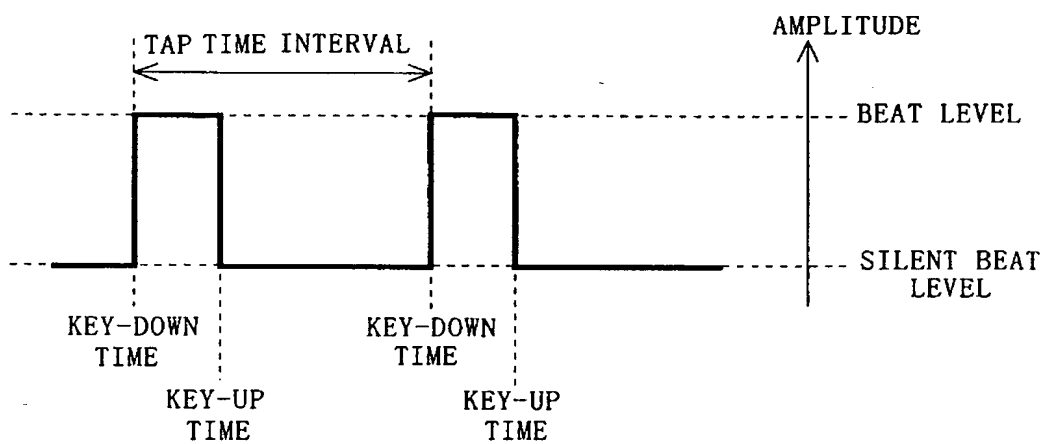 AMPLITUDE
TAP TIME INTERVAL
BEAT LEVEL
SILENT BEAT
LEVEL
KEY-DOWN
TIME
KEY-DOWN
TIME
KEY-UP
TIME
KEY-UP
TIME